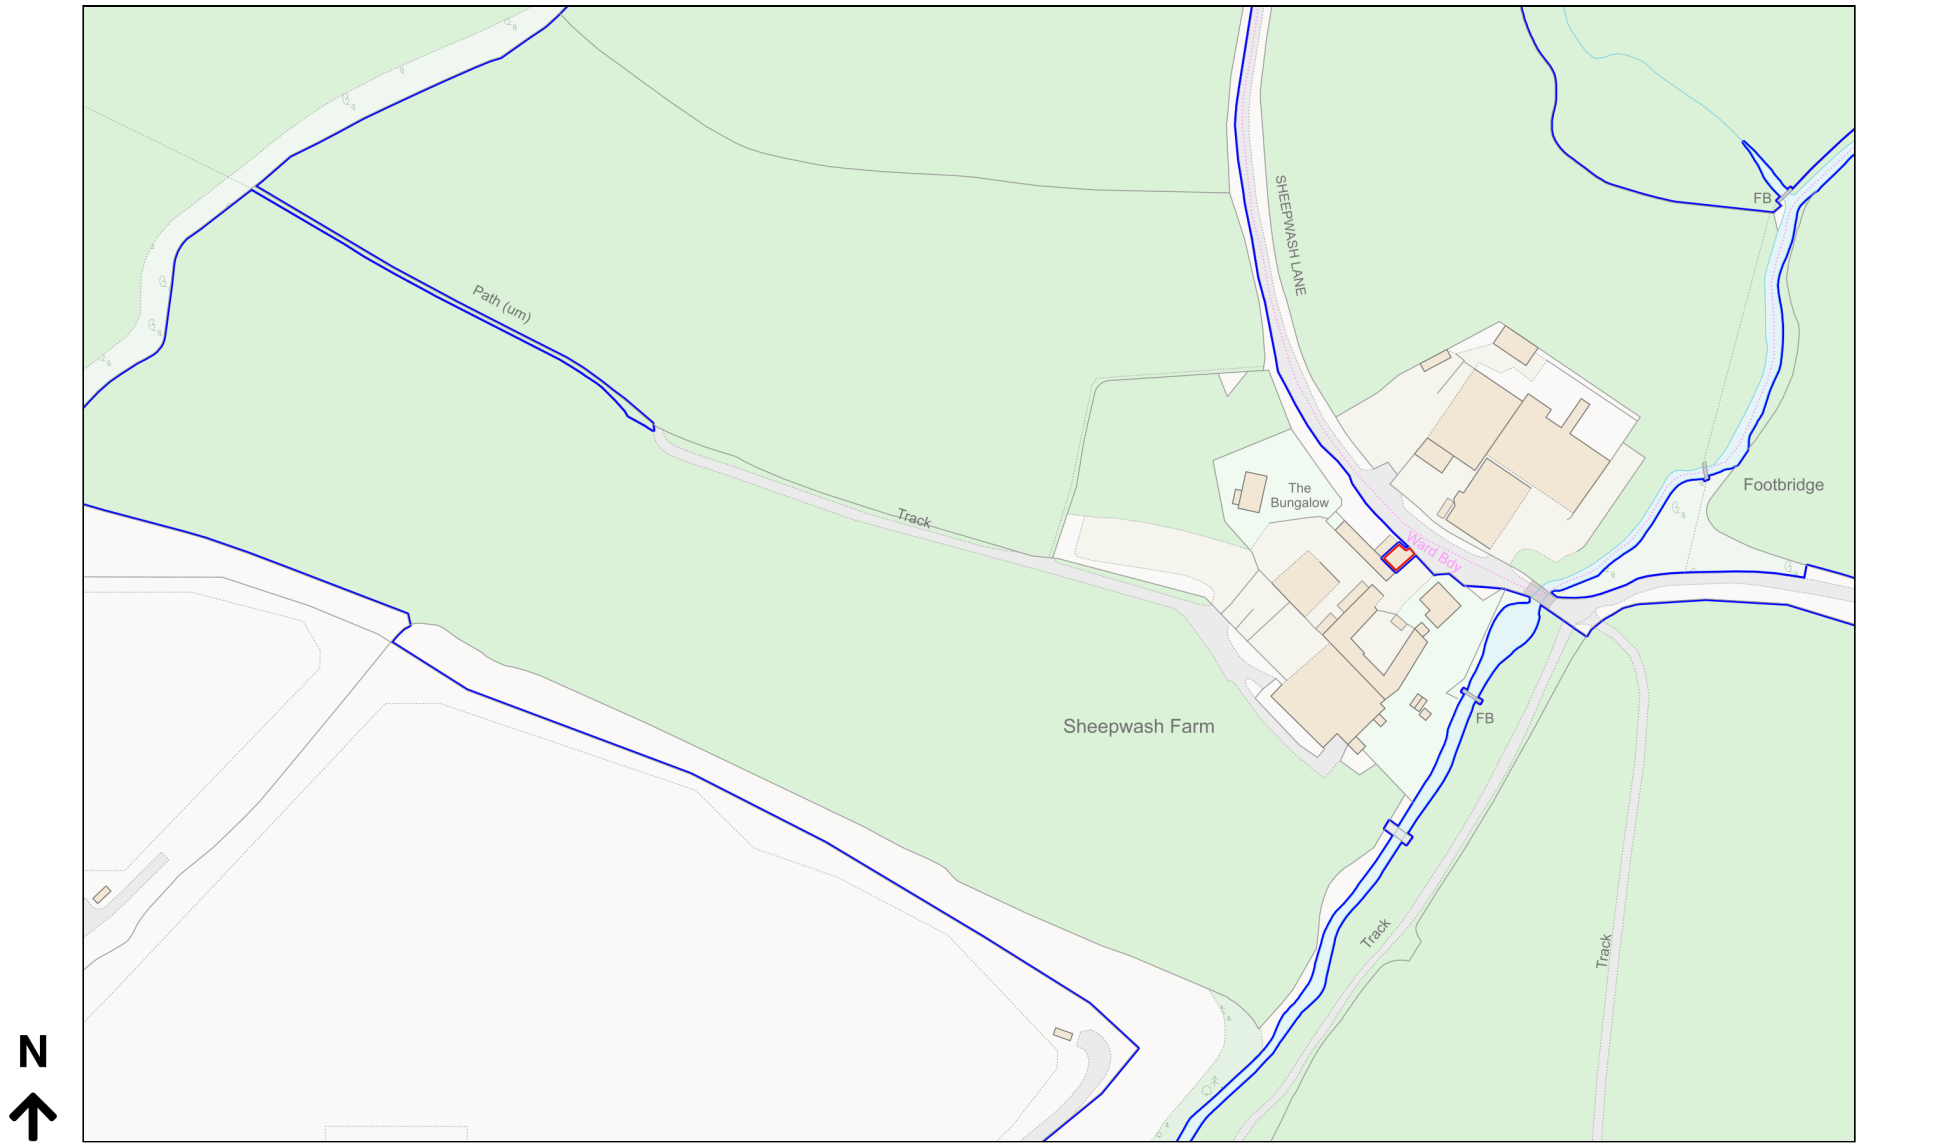 SHEEPWASH LANE
FB
Path (um)
The
Bungalow
Footbridge
Track
Ward Bdy
Sheepwash Farm
FB
Track
Track
N